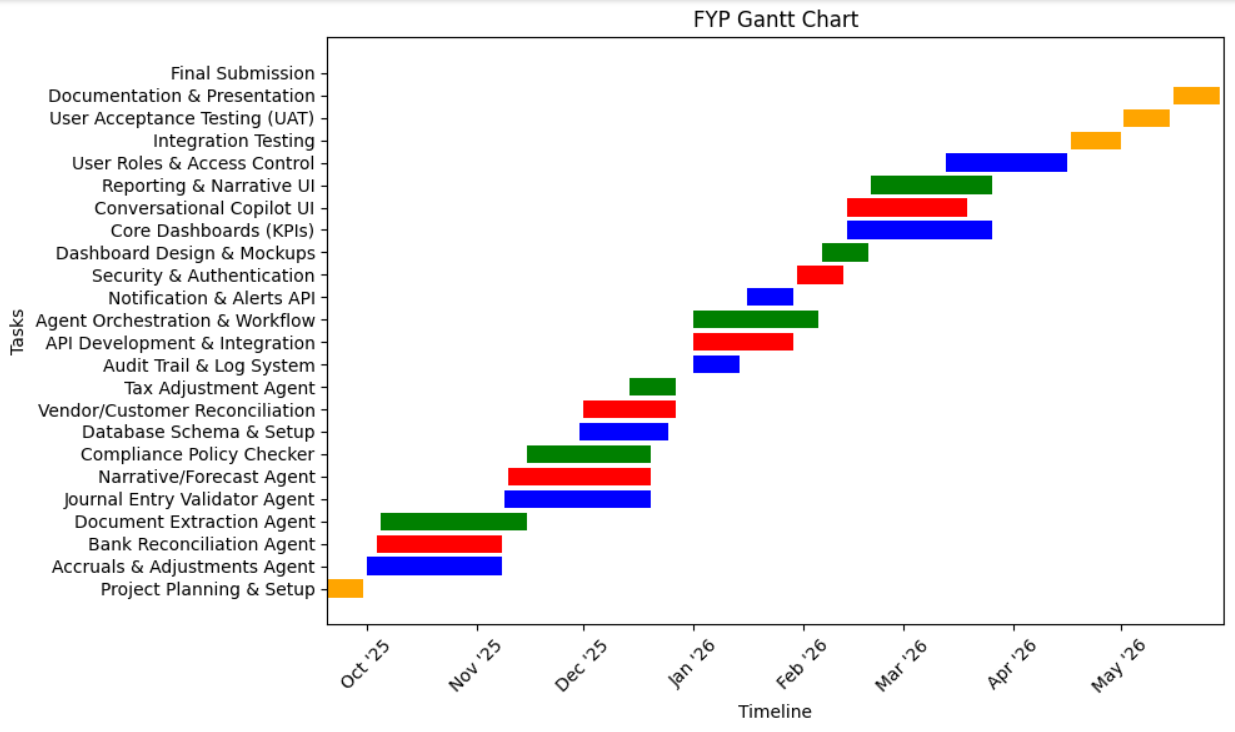 FYP Gantt Chart
Final Submission
Documentation & Presentation
User Acceptance Testing (UAT)
Integration Testing
User Roles & Access Control
Reporting & Narrative UI
Conversational Copilot UI
Core Dashboards (KPIs)
Dashboard Design & Mockups
Security & Authentication
Notification & Alerts API
Agent Orchestration & Workflow
API Development & Integration
Audit Trail & Log System
Tax Adjustment Agent
Vendor/Customer Reconciliation
Database Schema & Setup
Compliance Policy Checker
Narrative/Forecast Agent
Journal Entry Validator Agent
Document Extraction Agent
Bank Reconciliation Agent
Accruals & Adjustments Agent
Project Planning & Setup
Tasks
Oct '25
Nov '25
Dec '25
Jan '26
Feb '26
Mar '26
Apr '26
May '26
Timeline